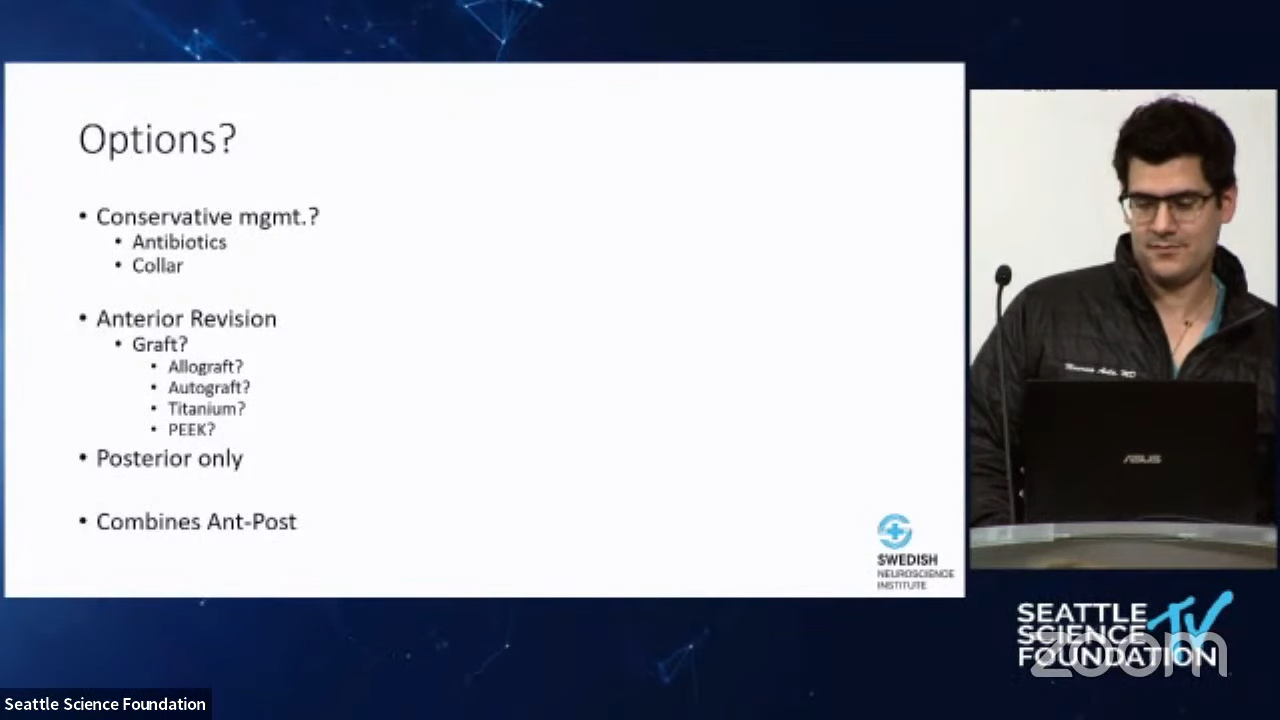 Options?
• Conservative mgmt.?
• Antibiotics
• Collar
• Anterior Revision
• Graft?
• Allograft?
• Autograft?
• Titanium?
• PEEK?
• Posterior only
• Combines Ant-Post
SWEDISH
NEUROSCIENCE
INSTITUTE
ASUS
SEATTLE
SCIENCE
FOUNDATION
TV
zoom
Seattle Science Foundation